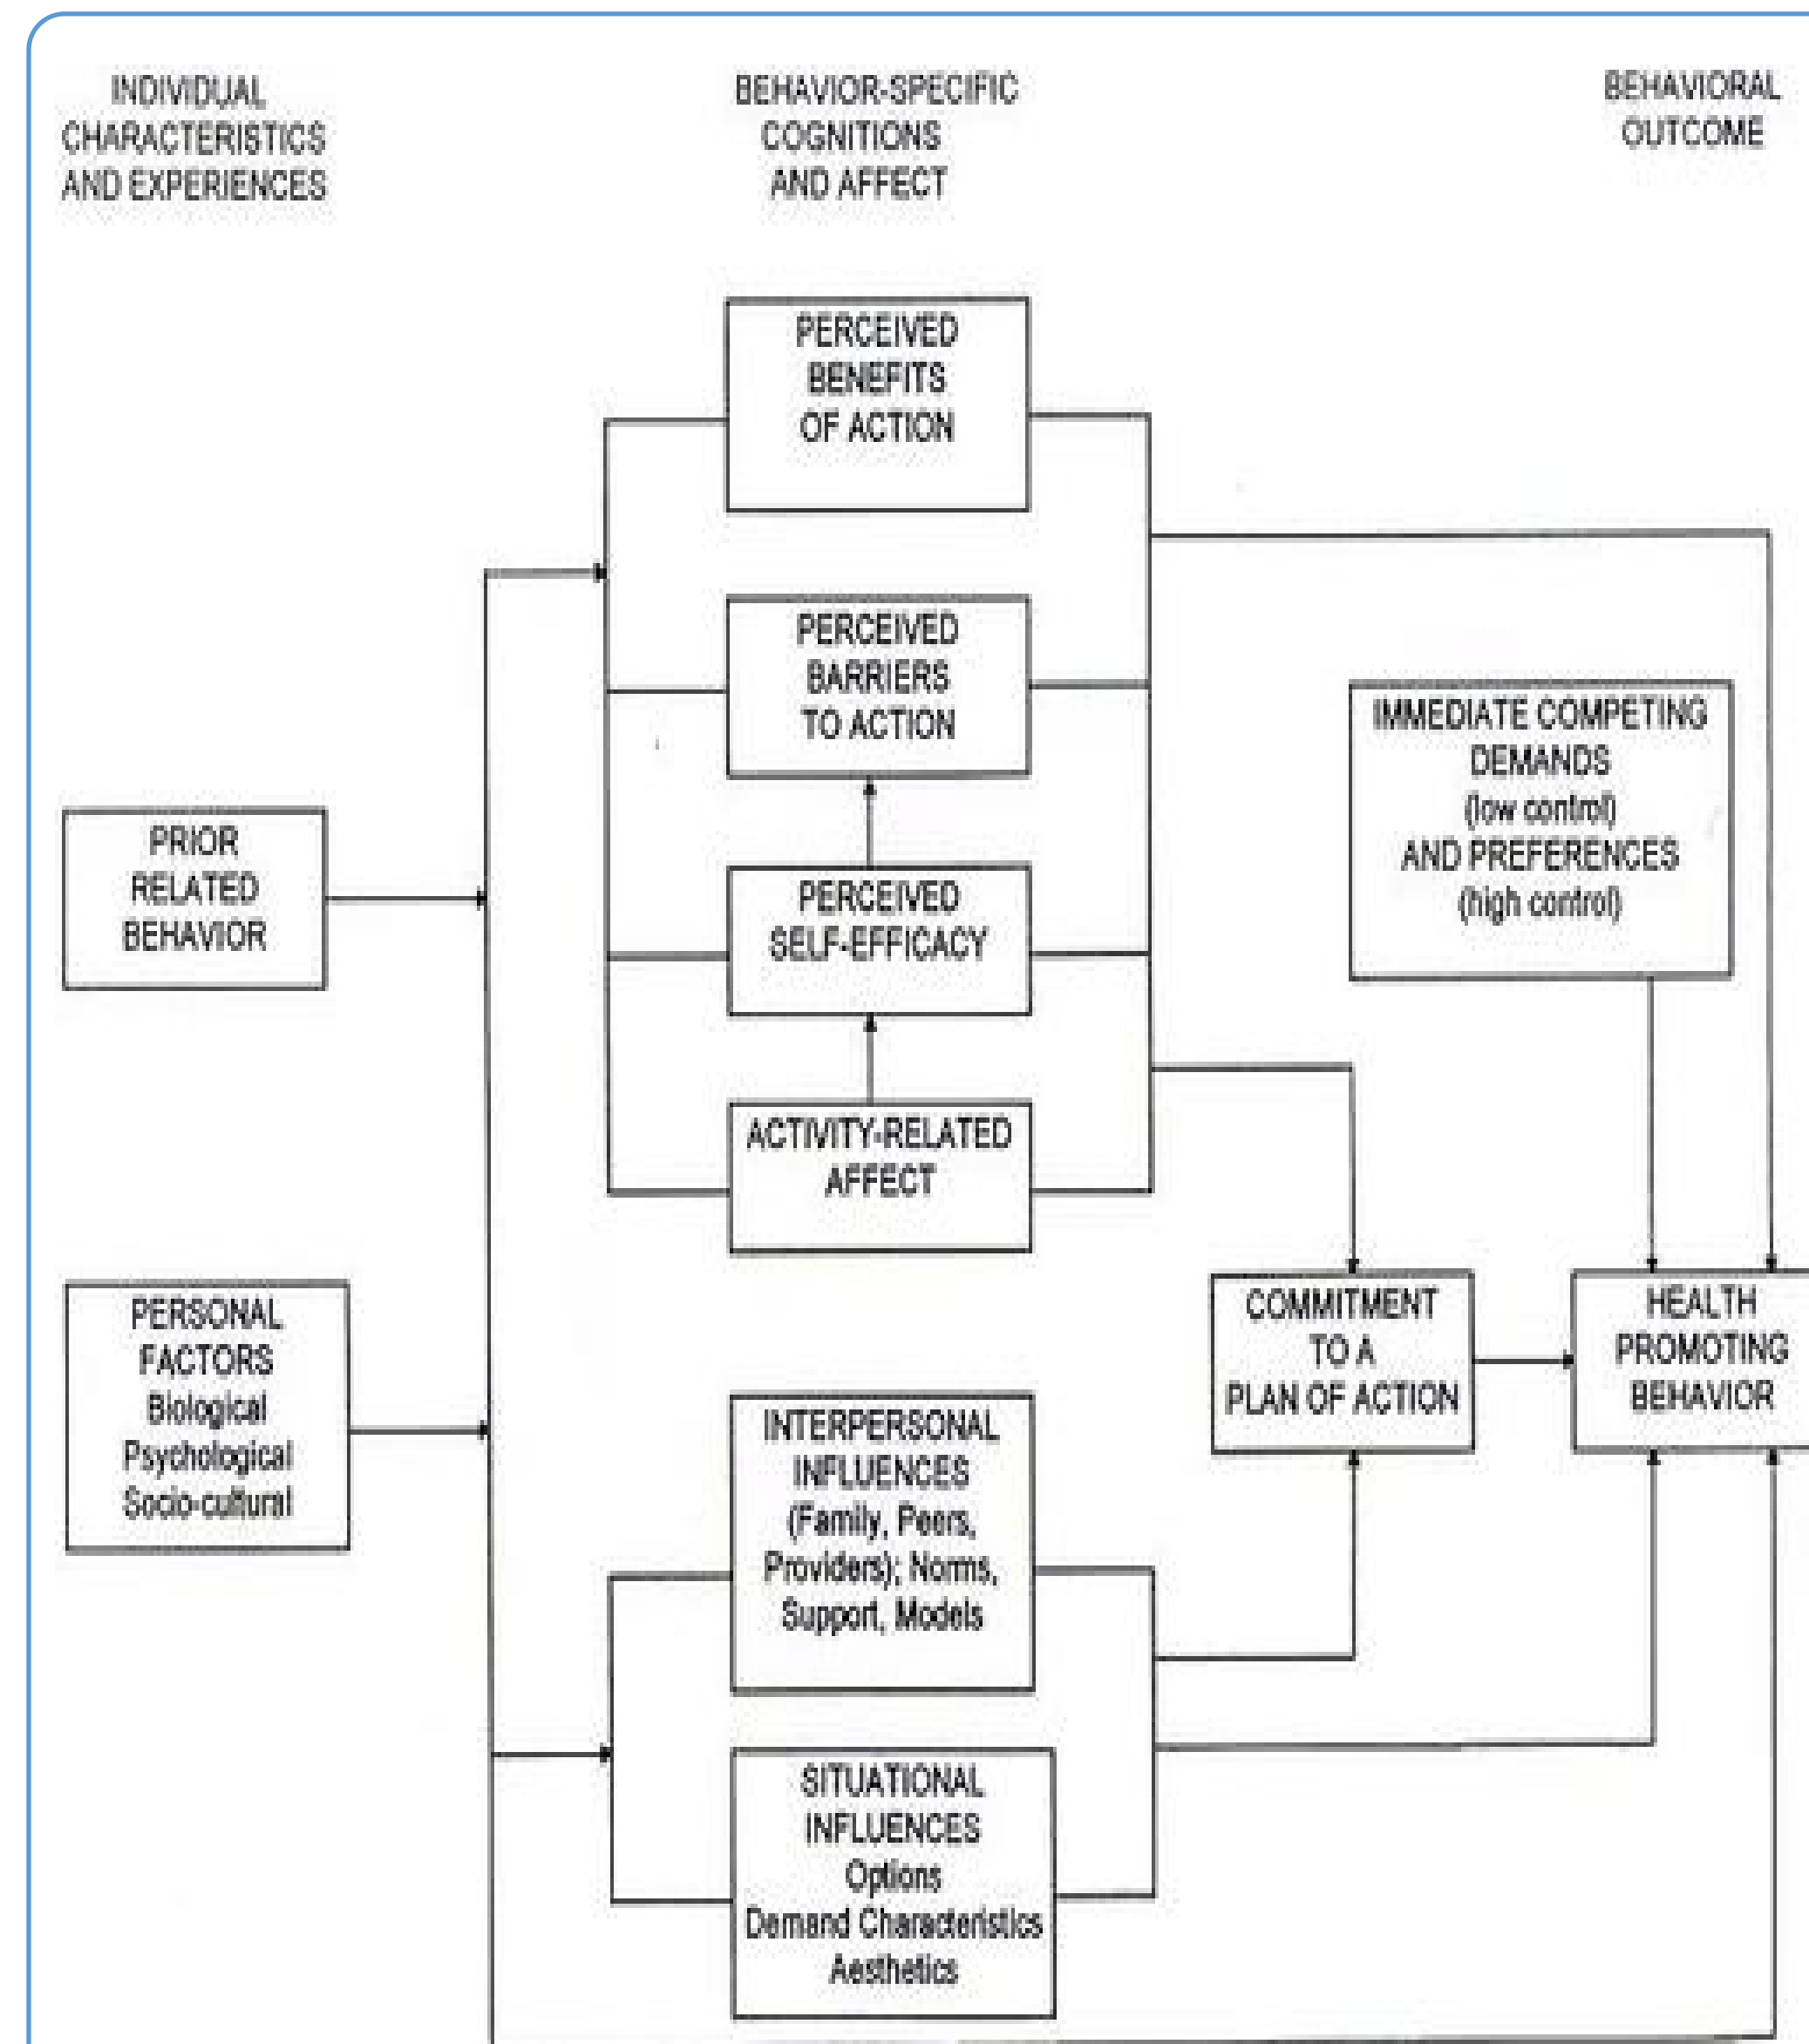 INDIVIDUAL
CHARACTERISTICS
AND EXPERIENCES
BEHAVIOR-SPECIFIC
COGNITIONS
AND AFFECT
BEHAVIORAL
OUTCOME
PERCEIVED
BENEFITS
OF ACTION
PERCEIVED
BARRIERS
TO ACTION
IMMEDIATE COMPETING
DEMANDS
(low control)
AND PREFERENCES
(high control)
PRIOR
RELATED
BEHAVIOR
PERCEIVED
SELF-EFFICACY
ACTIVITY-RELATED
AFFECT
PERSONAL
FACTORS
Biological
Psychological
Socio-cultural
COMMITMENT
TO A
PLAN OF ACTION
HEALTH
PROMOTING
BEHAVIOR
INTERPERSONAL
INFLUENCES
(Family, Peers,
Providers); Norms,
Support, Models
SITUATIONAL
INFLUENCES
Options
Demand Characteristics
Aesthetics